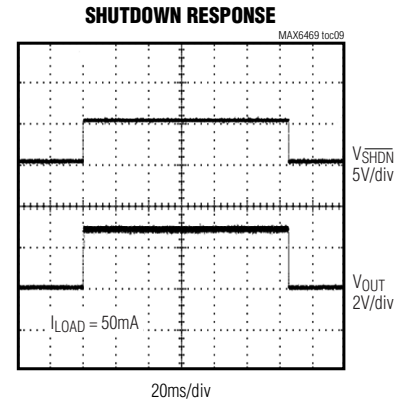 SHUTDOWN RESPONSE
MAX6469 toc09
VSHDN
5V/div
VOUT
2V/div
ILOAD = 50mA
20ms/div